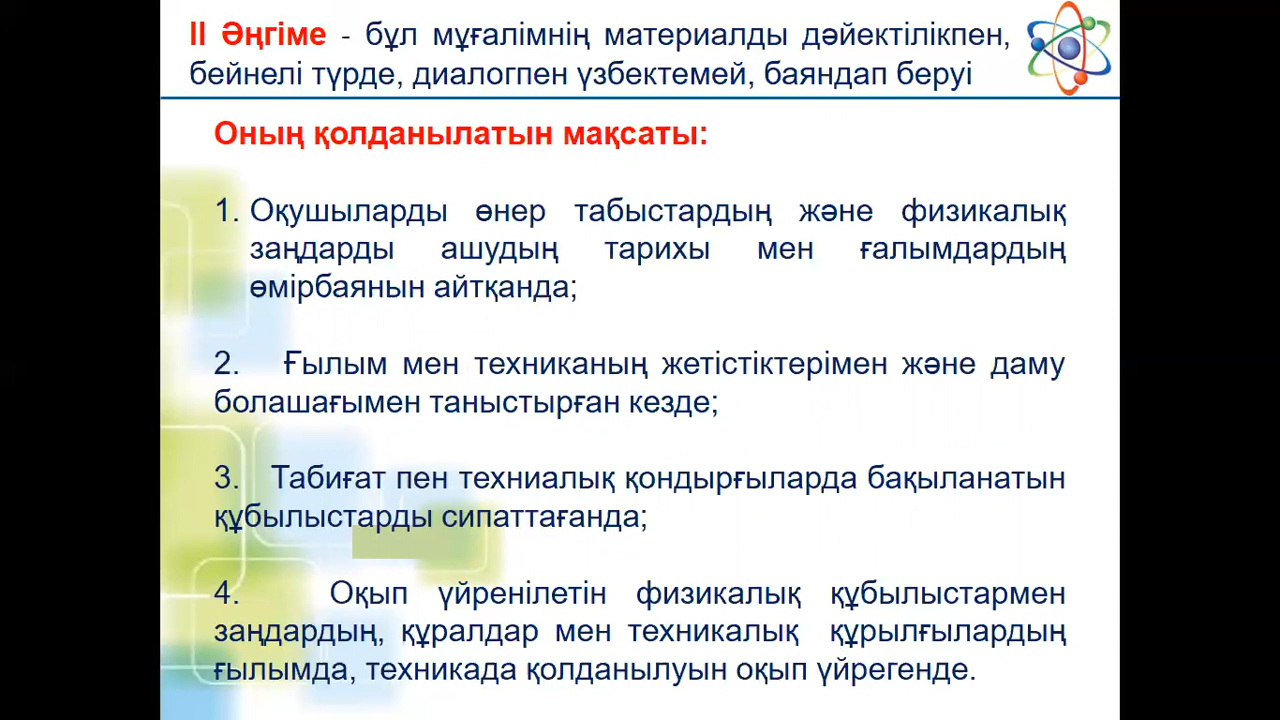 II Әңгіме - бұл мұғалімнің материалды дәйектілікпен,
бейнелі түрде, диалогпен үзбектемей, баяндап беруі
Оның қолданылатын мақсаты:
1. Оқушыларды өнер табыстардың және физикалық
заңдарды ашудың тарихы мен ғалымдардың
өмірбаянын айтқанда;
2. Ғылым мен техниканың жетістіктерімен және даму
болашағымен таныстырған кезде;
3. Табиғат пен техниалық қондырғыларда бақыланатын
құбылыстарды сипаттағанда;
4. Оқып үйренілетін физикалық құбылыстармен
заңдардың, құралдар мен техникалық құрылғылардың
ғылымда, техникада қолданылуын оқып үйрегенде.